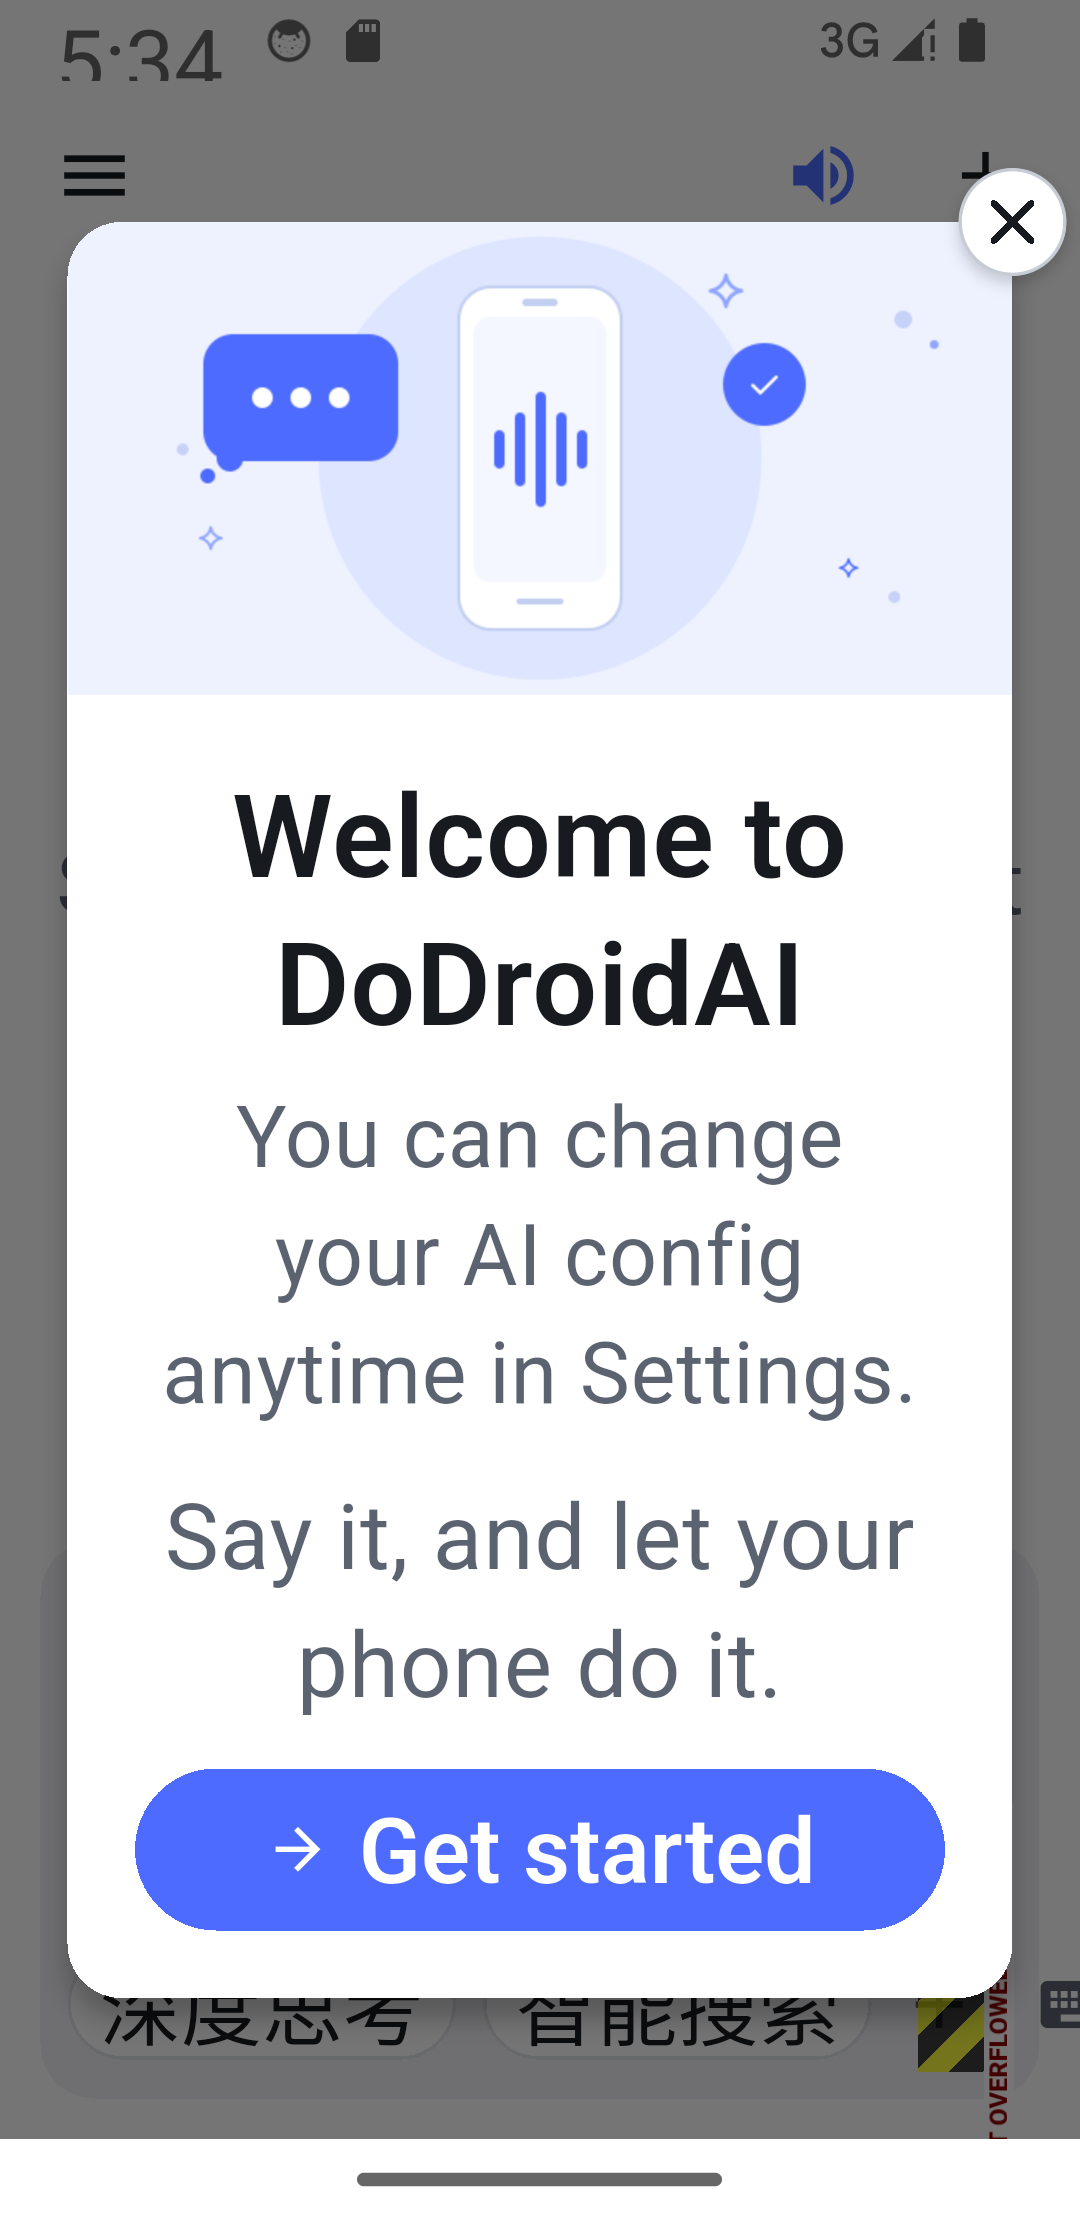 5:34
3G
Welcome to
DoDroidAI
You can change
your AI config
anytime in Settings.
Say it, and let your
phone do it.
Get started
深度思考 智能搜索
OVERFLOWED